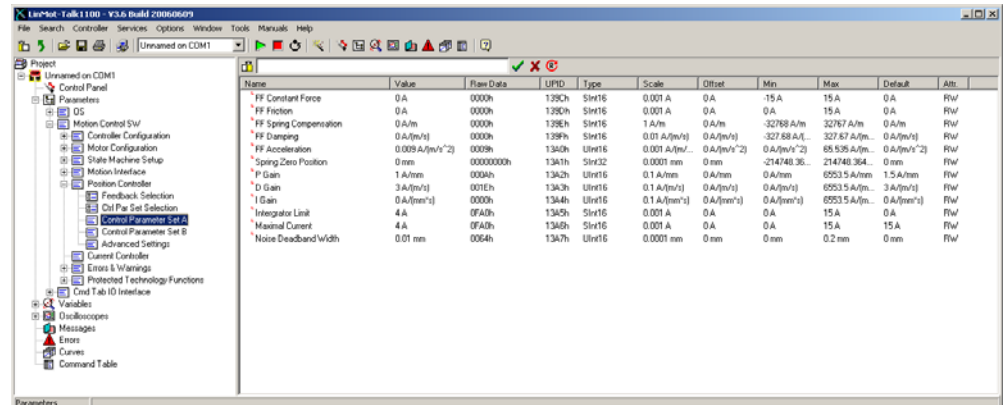 LinMot-Talk1100 - V3.6 Build 20060609
File Search Controller Services Options Window Tools Manuals Help
Unnamed on COM1
Project
Unnamed on COM1
Control Panel
Parameters
OS
Motion Control SW
Controller Configuration
Motor Configuration
State Machine Setup
Motion Interface
Position Controller
Feedback Selection
Ctrl Par Set Selection
Control Parameter Set A
Control Parameter Set B
Advanced Settings
Current Controller
Errors & Warnings
Protected Technology Functions
Cmd Tab IO Interface
Variables
Oscilloscopes
Messages
Errors
Curves
Command Table
Name Value Raw Data UPID Type Scale Offset Min Max Default Attr.
FF Constant Force 0 A 0000h 139Ch SInt16 0.001 A 0 A -15 A 15 A 0 A RW
FF Friction 0 A 0000h 139Dh SInt16 0.001 A 0 A 0 A 15 A 0 A RW
FF Spring Compensation 0 A/m 0000h 139Eh SInt16 1 A/m 0 A/m -32768 A/m 32767 A/m 0 A/m RW
FF Damping 0 A/(m/s) 0000h 139Fh SInt16 0.01 A/(m/s) 0 A/(m/s) -327.68 A/(... 327.67 A/(m... 0 A/(m/s) RW
FF Acceleration 0.009 A/(m/s^2) 0009h 13A0h UInt16 0.001 A/(m/... 0 A/(m/s^2) 0 A/(m/s^2) 65.535 A/(m... 0 A/(m/s^2) RW
Spring Zero Position 0 mm 00000000h 13A1h SInt32 0.0001 mm 0 mm -214748.36... 214748.364... 0 mm RW
P Gain 1 A/mm 000Ah 13A2h UInt16 0.1 A/mm 0 A/mm 0 A/mm 6553.5 A/mm 1.5 A/mm RW
D Gain 3 A/(m/s) 001Eh 13A3h UInt16 0.1 A/(m/s) 0 A/(m/s) 0 A/(m/s) 6553.5 A/(m... 3 A/(m/s) RW
I Gain 0 A/(mm*s) 0000h 13A4h UInt16 0.1 A/(mm*s) 0 A/(mm*s) 0 A/(mm*s) 6553.5 A/(m... 0 A/(mm*s) RW
Intergrator Limit 4 A 0FA0h 13A5h SInt16 0.001 A 0 A 0 A 15 A 0 A RW
Maximal Current 4 A 0FA0h 13A6h SInt16 0.001 A 0 A 0 A 15 A 15 A RW
Noise Deadband Width 0.01 mm 0064h 13A7h UInt16 0.0001 mm 0 mm 0 mm 0.2 mm 0 mm RW
Parameters